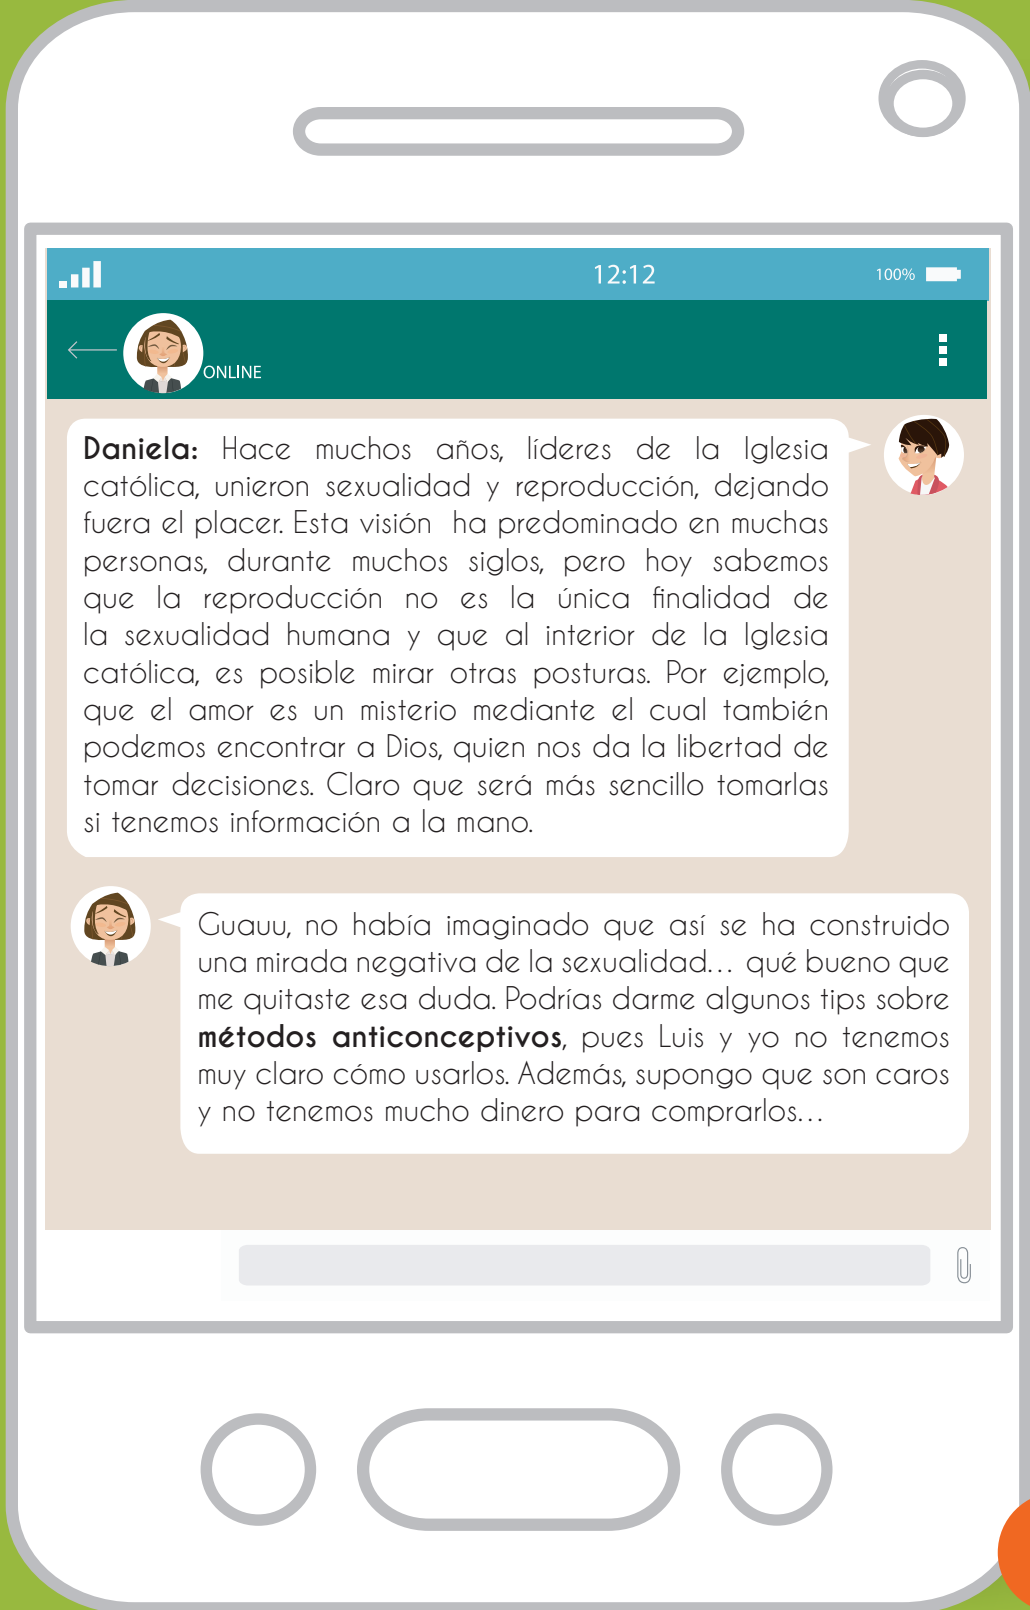 12:12
100%
ONLINE
Daniela: Hace muchos años, líderes de la Iglesia
católica, unieron sexualidad y reproducción, dejando
fuera el placer. Esta visión ha predominado en muchas
personas, durante muchos siglos, pero hoy sabemos
que la reproducción no es la única finalidad de
la sexualidad humana y que al interior de la Iglesia
católica, es posible mirar otras posturas. Por ejemplo,
que el amor es un misterio mediante el cual también
podemos encontrar a Dios, quien nos da la libertad de
tomar decisiones. Claro que será más sencillo tomarlas
si tenemos información a la mano.
Guauu, no había imaginado que así se ha construido
una mirada negativa de la sexualidad... qué bueno que
me quitaste esa duda. Podrías darme algunos tips sobre
métodos anticonceptivos, pues Luis y yo no tenemos
muy claro cómo usarlos. Además, supongo que son caros
y no tenemos mucho dinero para comprarlos...